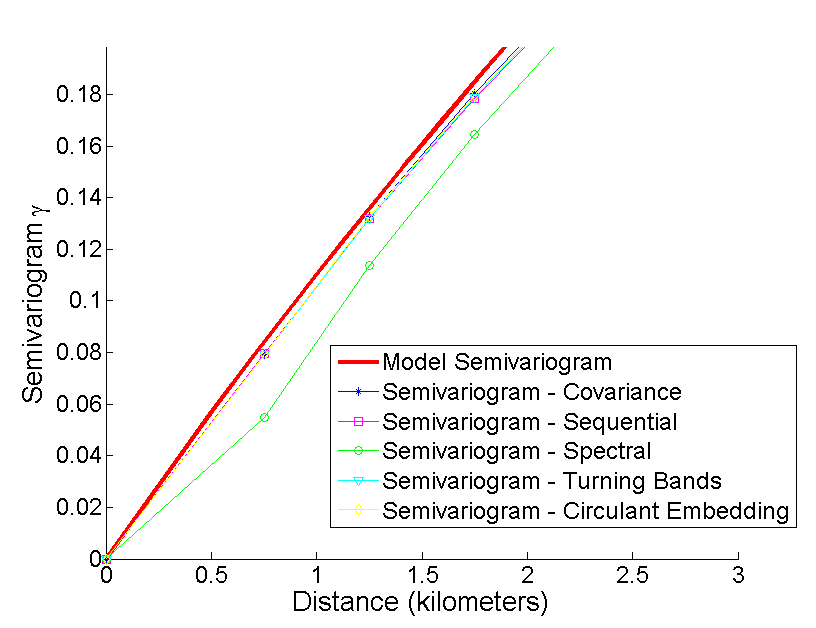 0.18
0.16
0.14
0.12
0.1
0.08
0.06
0.04
0.02
0
Semivariogram γ
Model Semivariogram
Semivariogram - Covariance
Semivariogram - Sequential
Semivariogram - Spectral
Semivariogram - Turning Bands
Semivariogram - Circulant Embedding
0 0.5 1 1.5 2 2.5 3
Distance (kilometers)